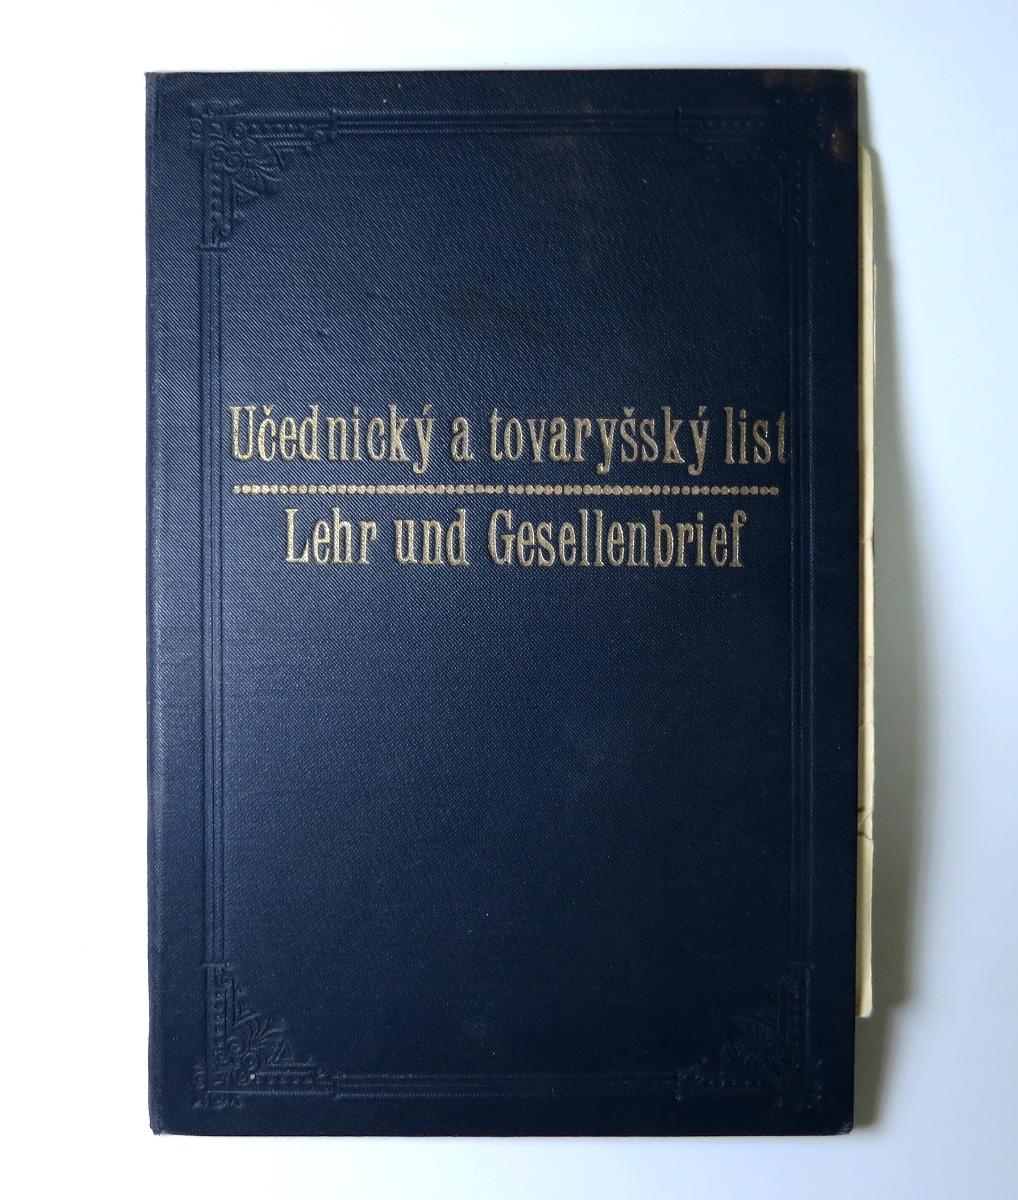 Učednický a tovaryšský list
Lehr und Gesellenbrief